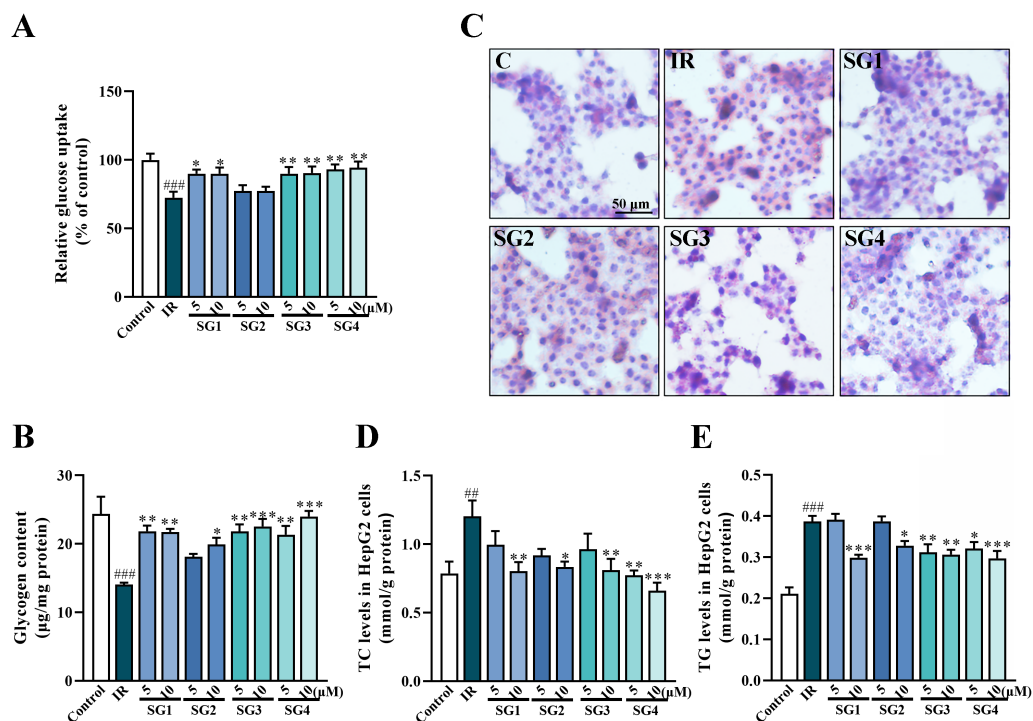 A
Relative glucose uptake
(% of control)
150
100
50
0
###
*
*
**
**
**
**
Control
IR
5
10
5
10
5
10
5
10
(μM)
SG1
SG2
SG3
SG4
C
C
IR
SG1
50 μm
SG2
SG3
SG4
B
Glycogen content
(μg/mg protein)
30
20
10
0
###
**
**
*
**
***
**
***
Control
IR
5
10
5
10
5
10
5
10
(μM)
SG1
SG2
SG3
SG4
D
TC levels in HepG2 cells
(mmol/g protein)
1.5
1.0
0.5
0.0
##
**
*
**
**
***
Control
IR
5
10
5
10
5
10
5
10
(μM)
SG1
SG2
SG3
SG4
E
TG levels in HepG2 cells
(mmol/g protein)
0.5
0.4
0.3
0.2
0.1
0.0
###
***
*
**
**
*
***
Control
IR
5
10
5
10
5
10
5
10
(μM)
SG1
SG2
SG3
SG4